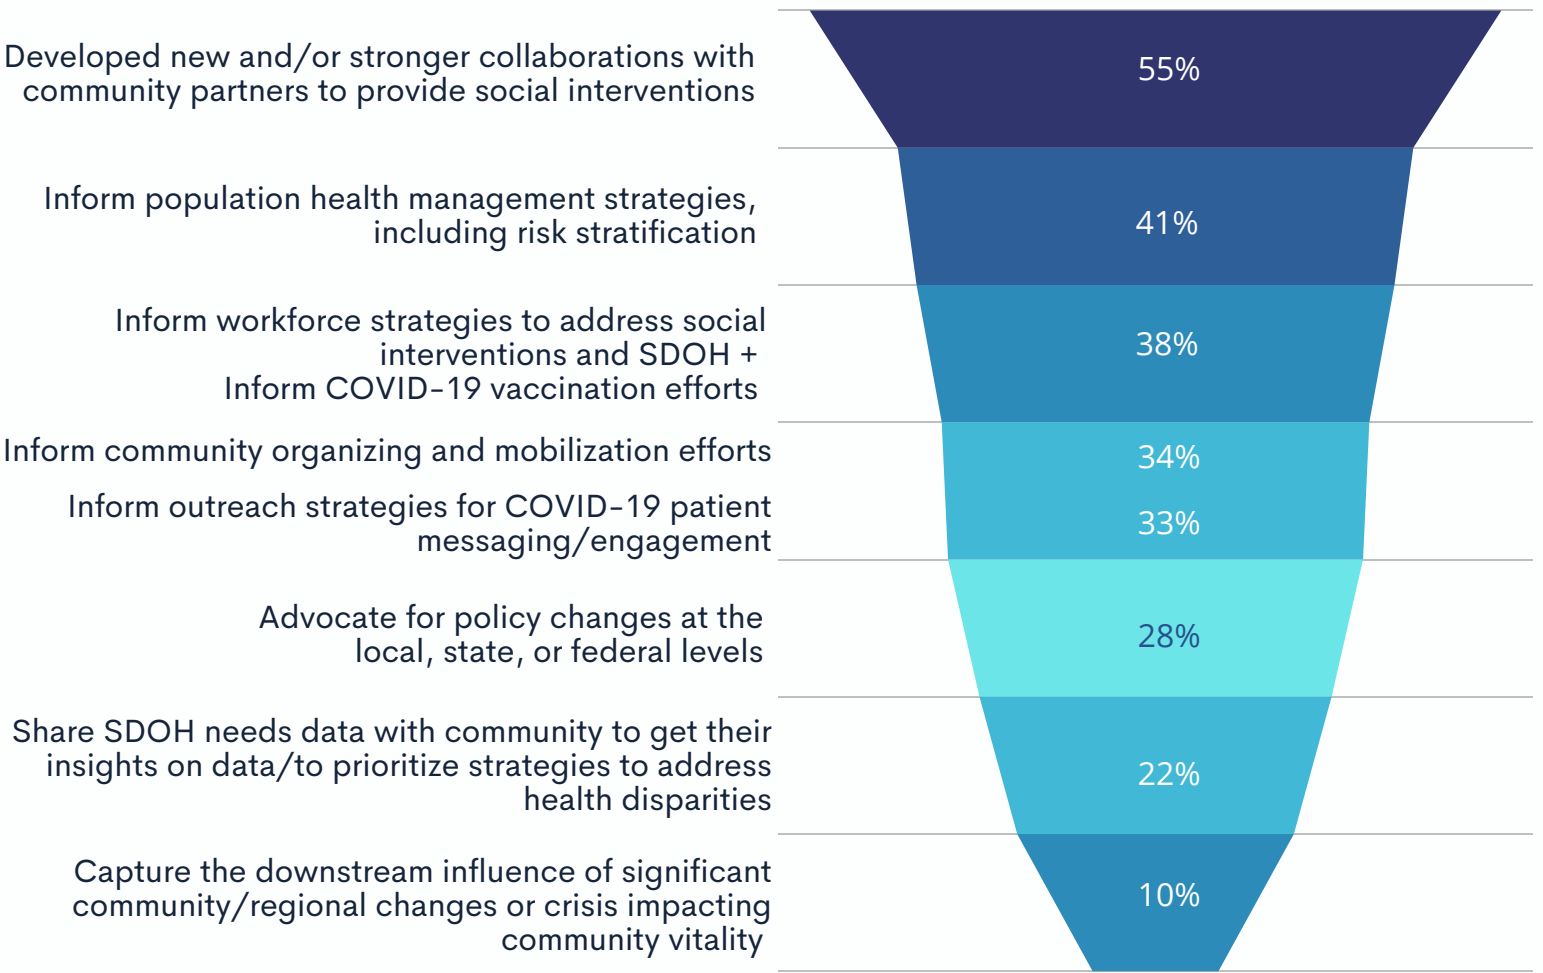 Developed new and/or stronger collaborations with
community partners to provide social interventions
55%
Inform population health management strategies,
including risk stratification
41%
Inform workforce strategies to address social
interventions and SDOH +
Inform COVID-19 vaccination efforts
38%
Inform community organizing and mobilization efforts
34%
Inform outreach strategies for COVID-19 patient
messaging/engagement
33%
Advocate for policy changes at the
local, state, or federal levels
28%
Share SDOH needs data with community to get their
insights on data/to prioritize strategies to address
health disparities
22%
Capture the downstream influence of significant
community/regional changes or crisis impacting
community vitality
10%